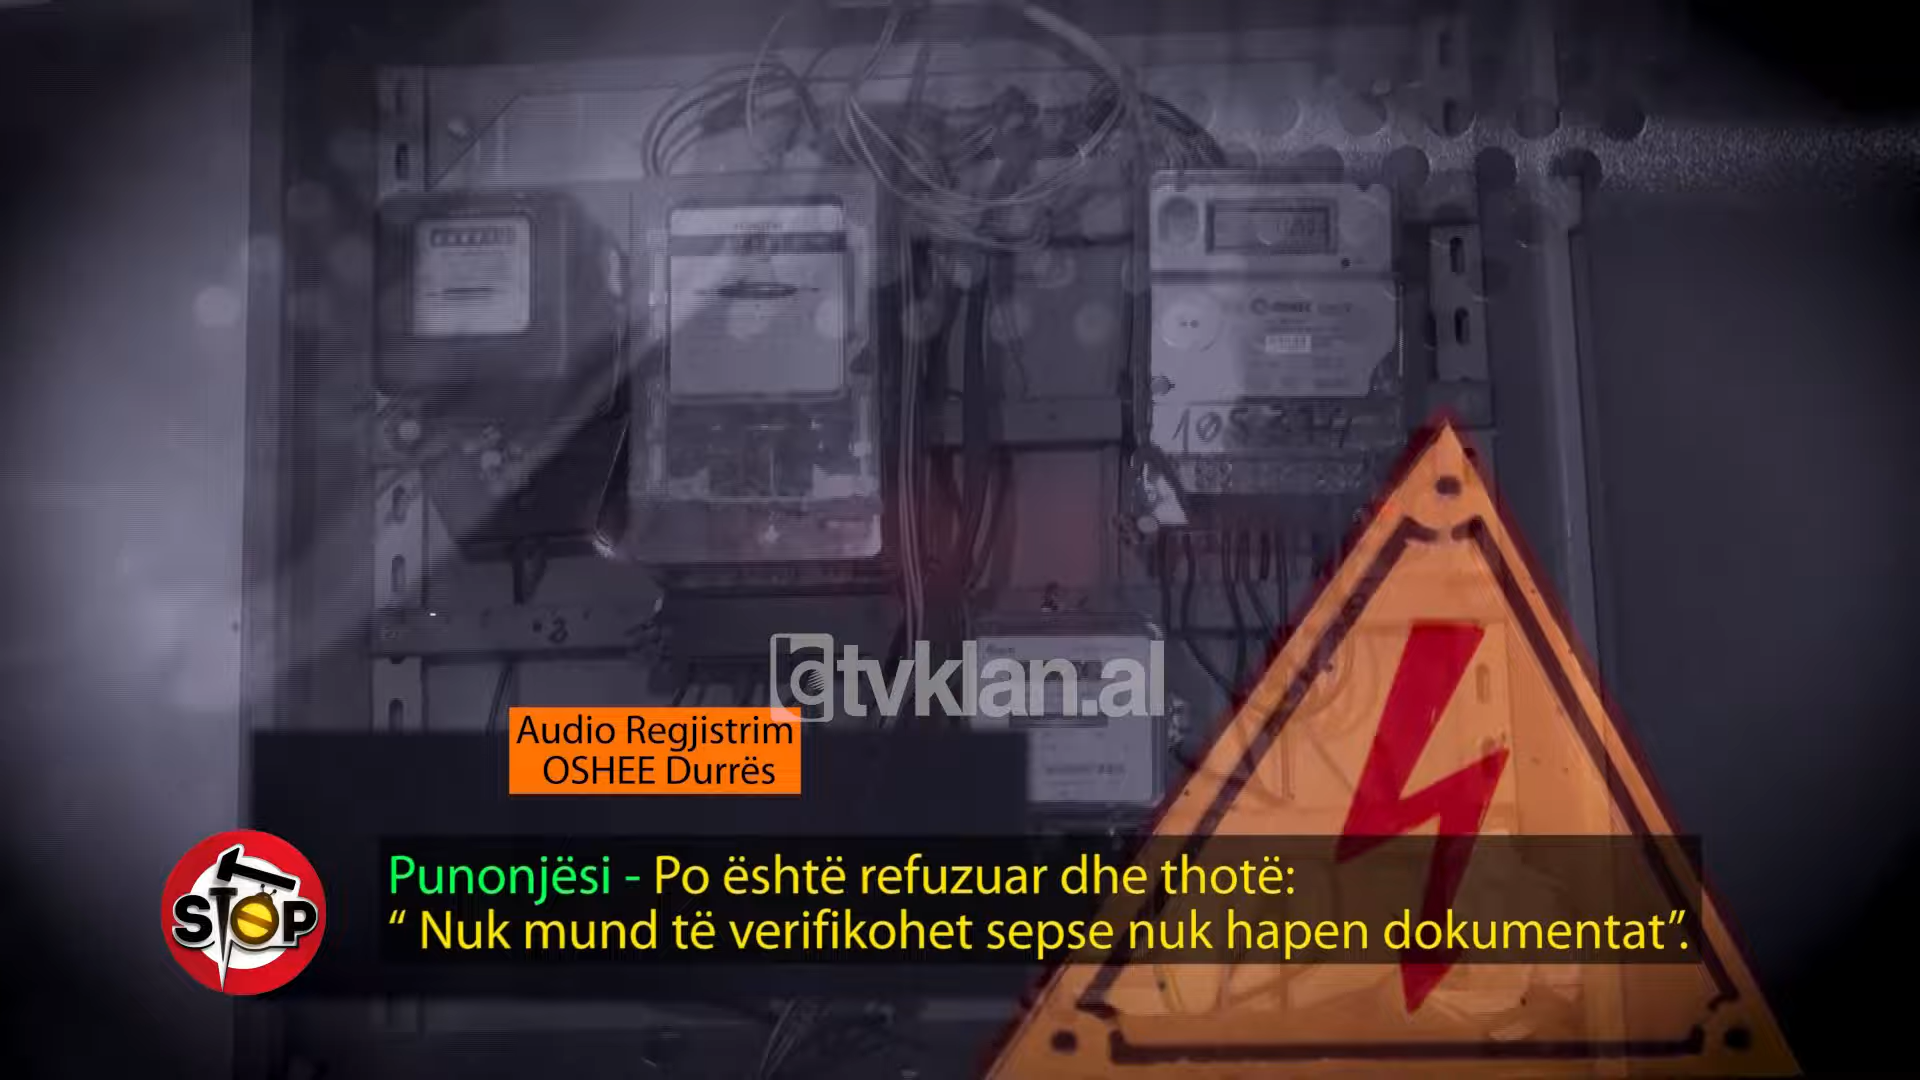 105314
tvklan.al
Audio Regjistrim
OSHEE Durrës
STOP
Punonjësi - Po është refuzuar dhe thotë:
“ Nuk mund të verifikohet sepse nuk hapen dokumentat”.